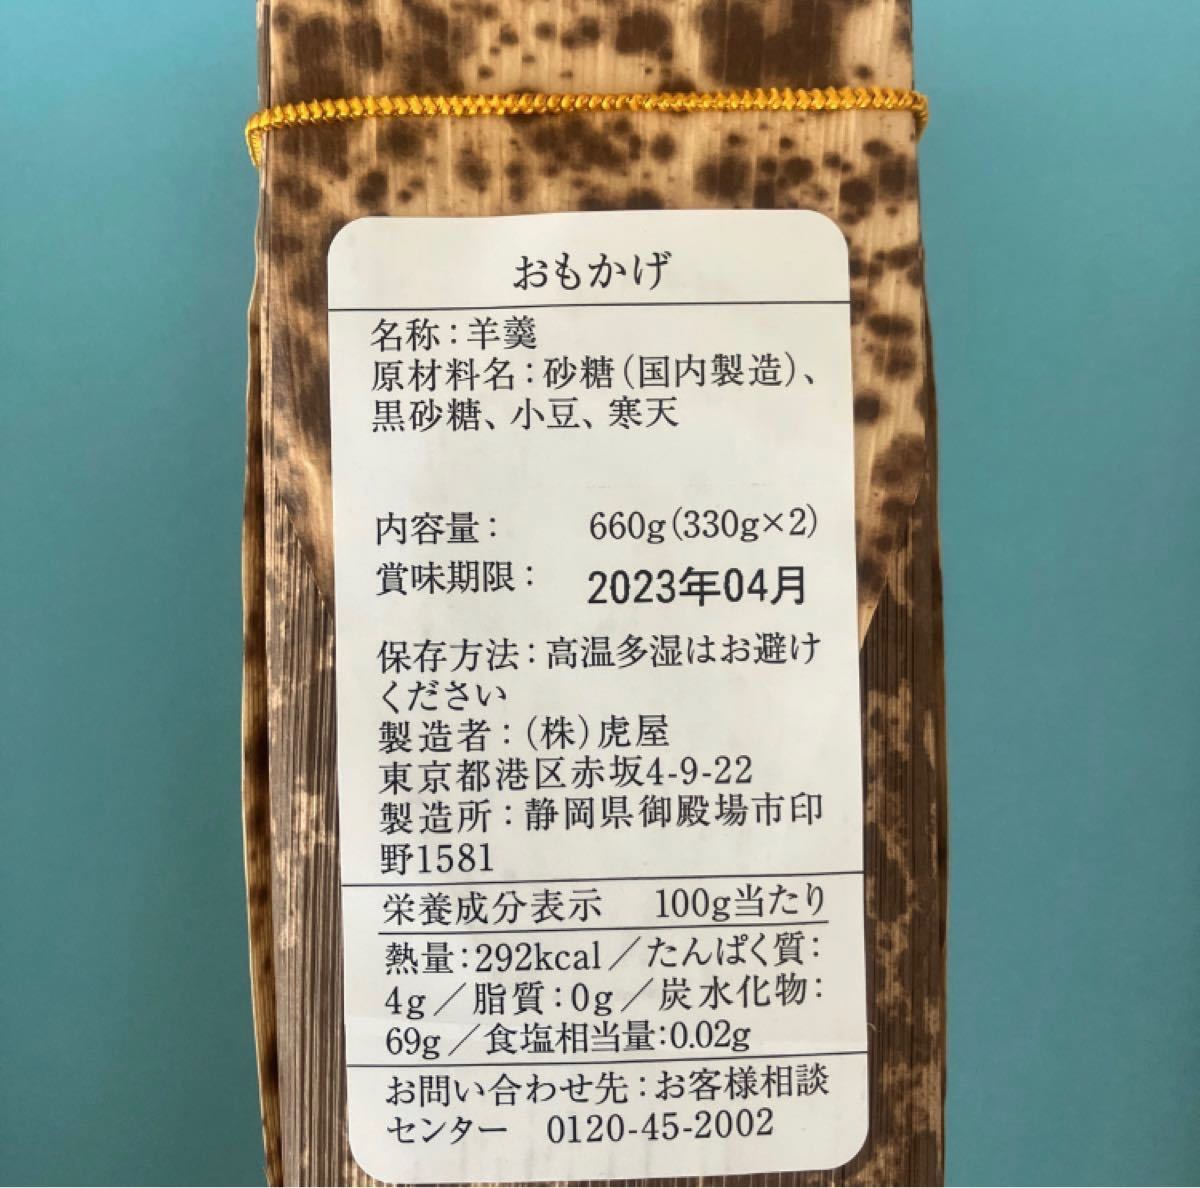 おもかげ
名称：羊羹
原材料名：砂糖（国内製造）、
黒砂糖、小豆、寒天
内容量： 660g（330g×2）
賞味期限： 2023年04月
保存方法：高温多湿はお避け
ください
製造者：（株）虎屋
東京都港区赤坂4-9-22
製造所：静岡県御殿場市印
野1581
栄養成分表示 100g当たり
熱量：292kcal／たんぱく質：
4g／脂質：0g／炭水化物：
69g／食塩相当量：0.02g
お問い合わせ先：お客様相談
センター 0120-45-2002